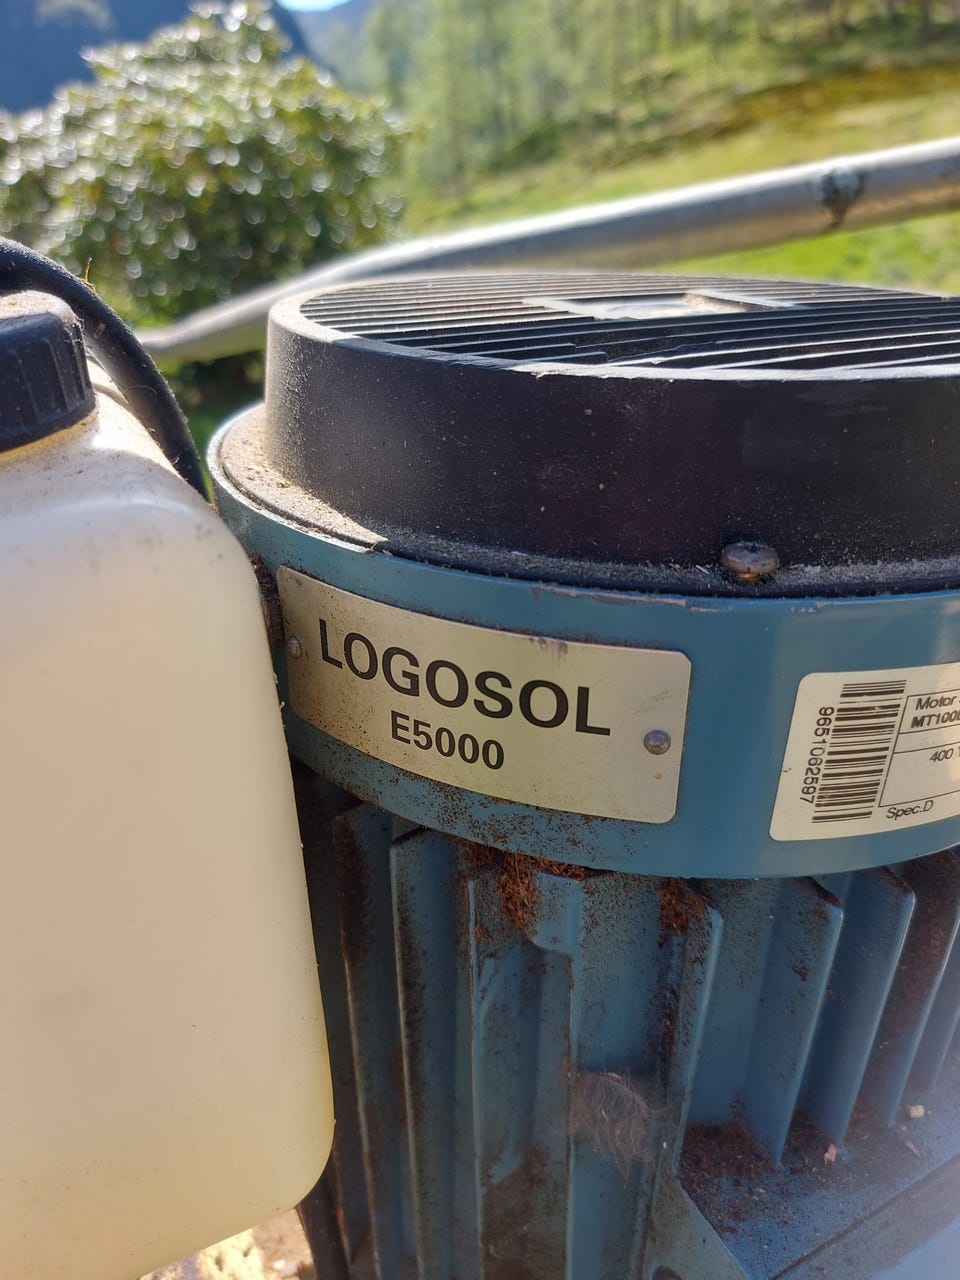 LOGOSOL
E5000
9651062597
Motor
MT100
400 Y
Spec.D